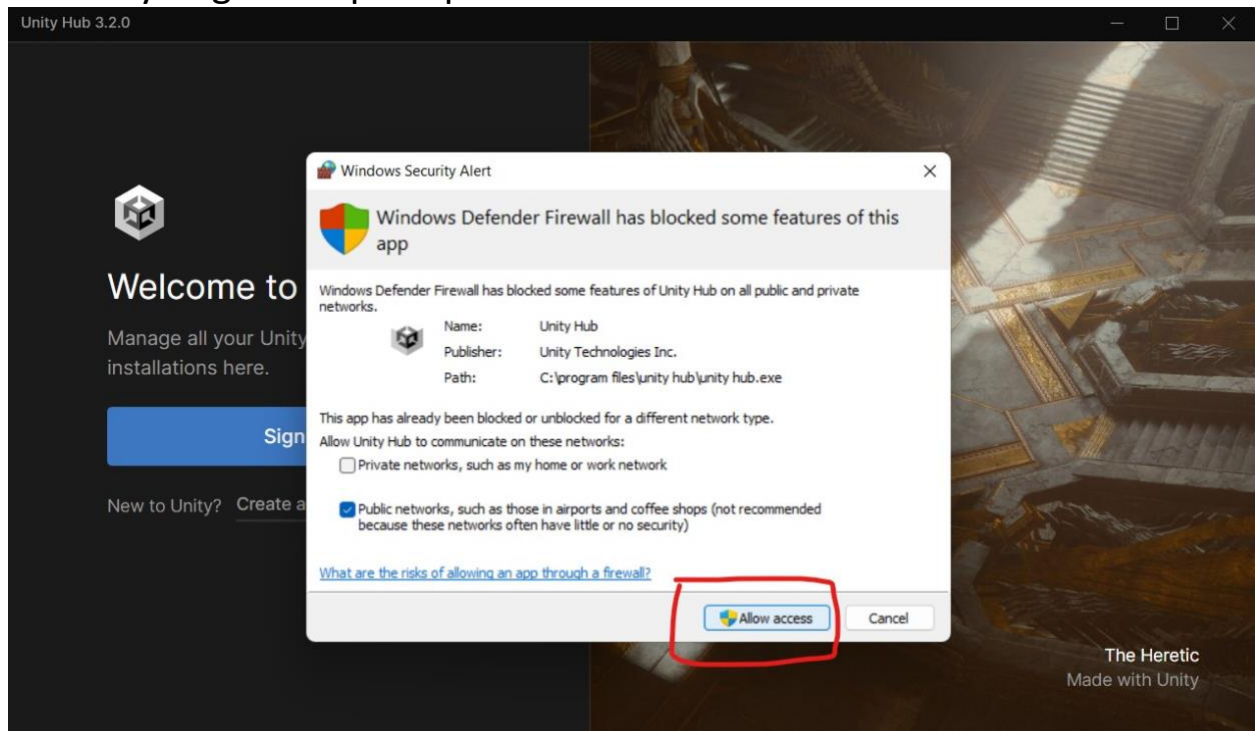 Unity Hub 3.2.0
Windows Security Alert
Windows Defender Firewall has blocked some features of this
app
Windows Defender Firewall has blocked some features of Unity Hub on all public and private
networks.
Name: Unity Hub
Publisher: Unity Technologies Inc.
Path: C:\program files\unity hub\unity hub.exe
This app has already been blocked or unblocked for a different network type.
Allow Unity Hub to communicate on these networks:
Private networks, such as my home or work network
Public networks, such as those in airports and coffee shops (not recommended
because these networks often have little or no security)
What are the risks of allowing an app through a firewall?
Allow access Cancel
Welcome to
Manage all your Unity
installations here.
Sign
New to Unity? Create a
The Heretic
Made with Unity